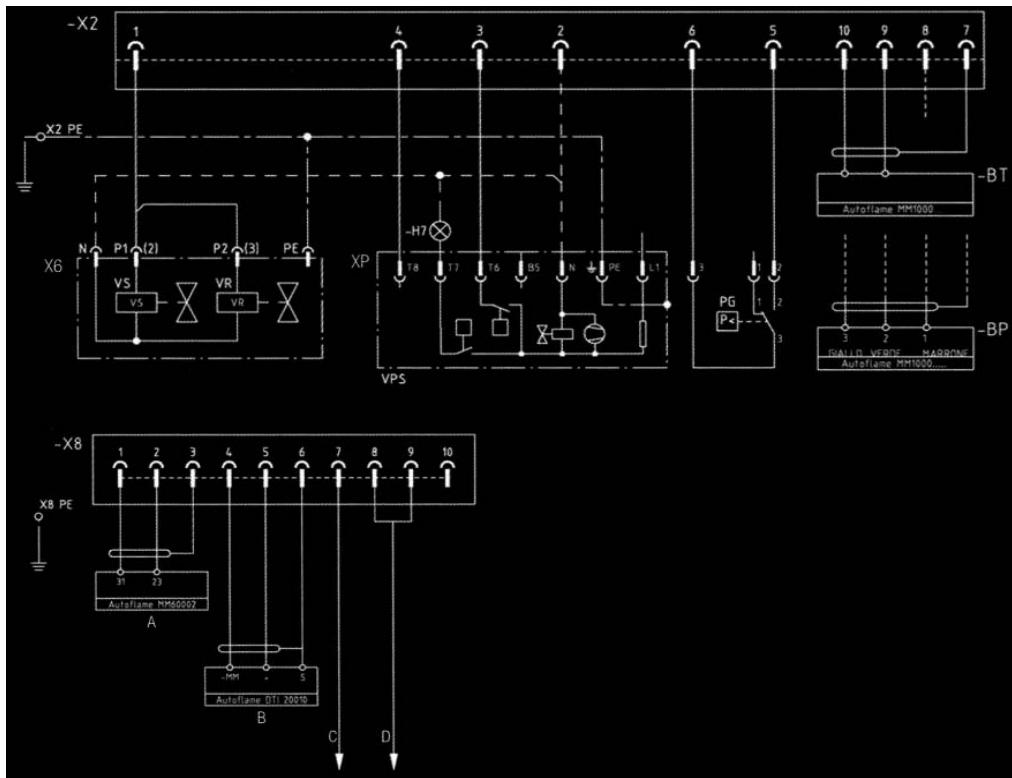 -X2
1 4 3 2 6 5 10 9 8 7
X2 PE
-BT
Autoflame MM1000...
-H7
N P1 (2) P2 (3) PE
X6
XP
T8 T7 T6 B5 N PE L1 3 1 2
VS VR
VS VR
PG 1 2
P<
3
3 2 1
-BP
GIALLO VERDE MARRONE
Autoflame MM1000.....
VPS
-X8
1 2 3 4 5 6 7 8 9 10
X8 PE
31 23
Autoflame MM60002
A
-MM + S
Autoflame DTI 20010
B
C D